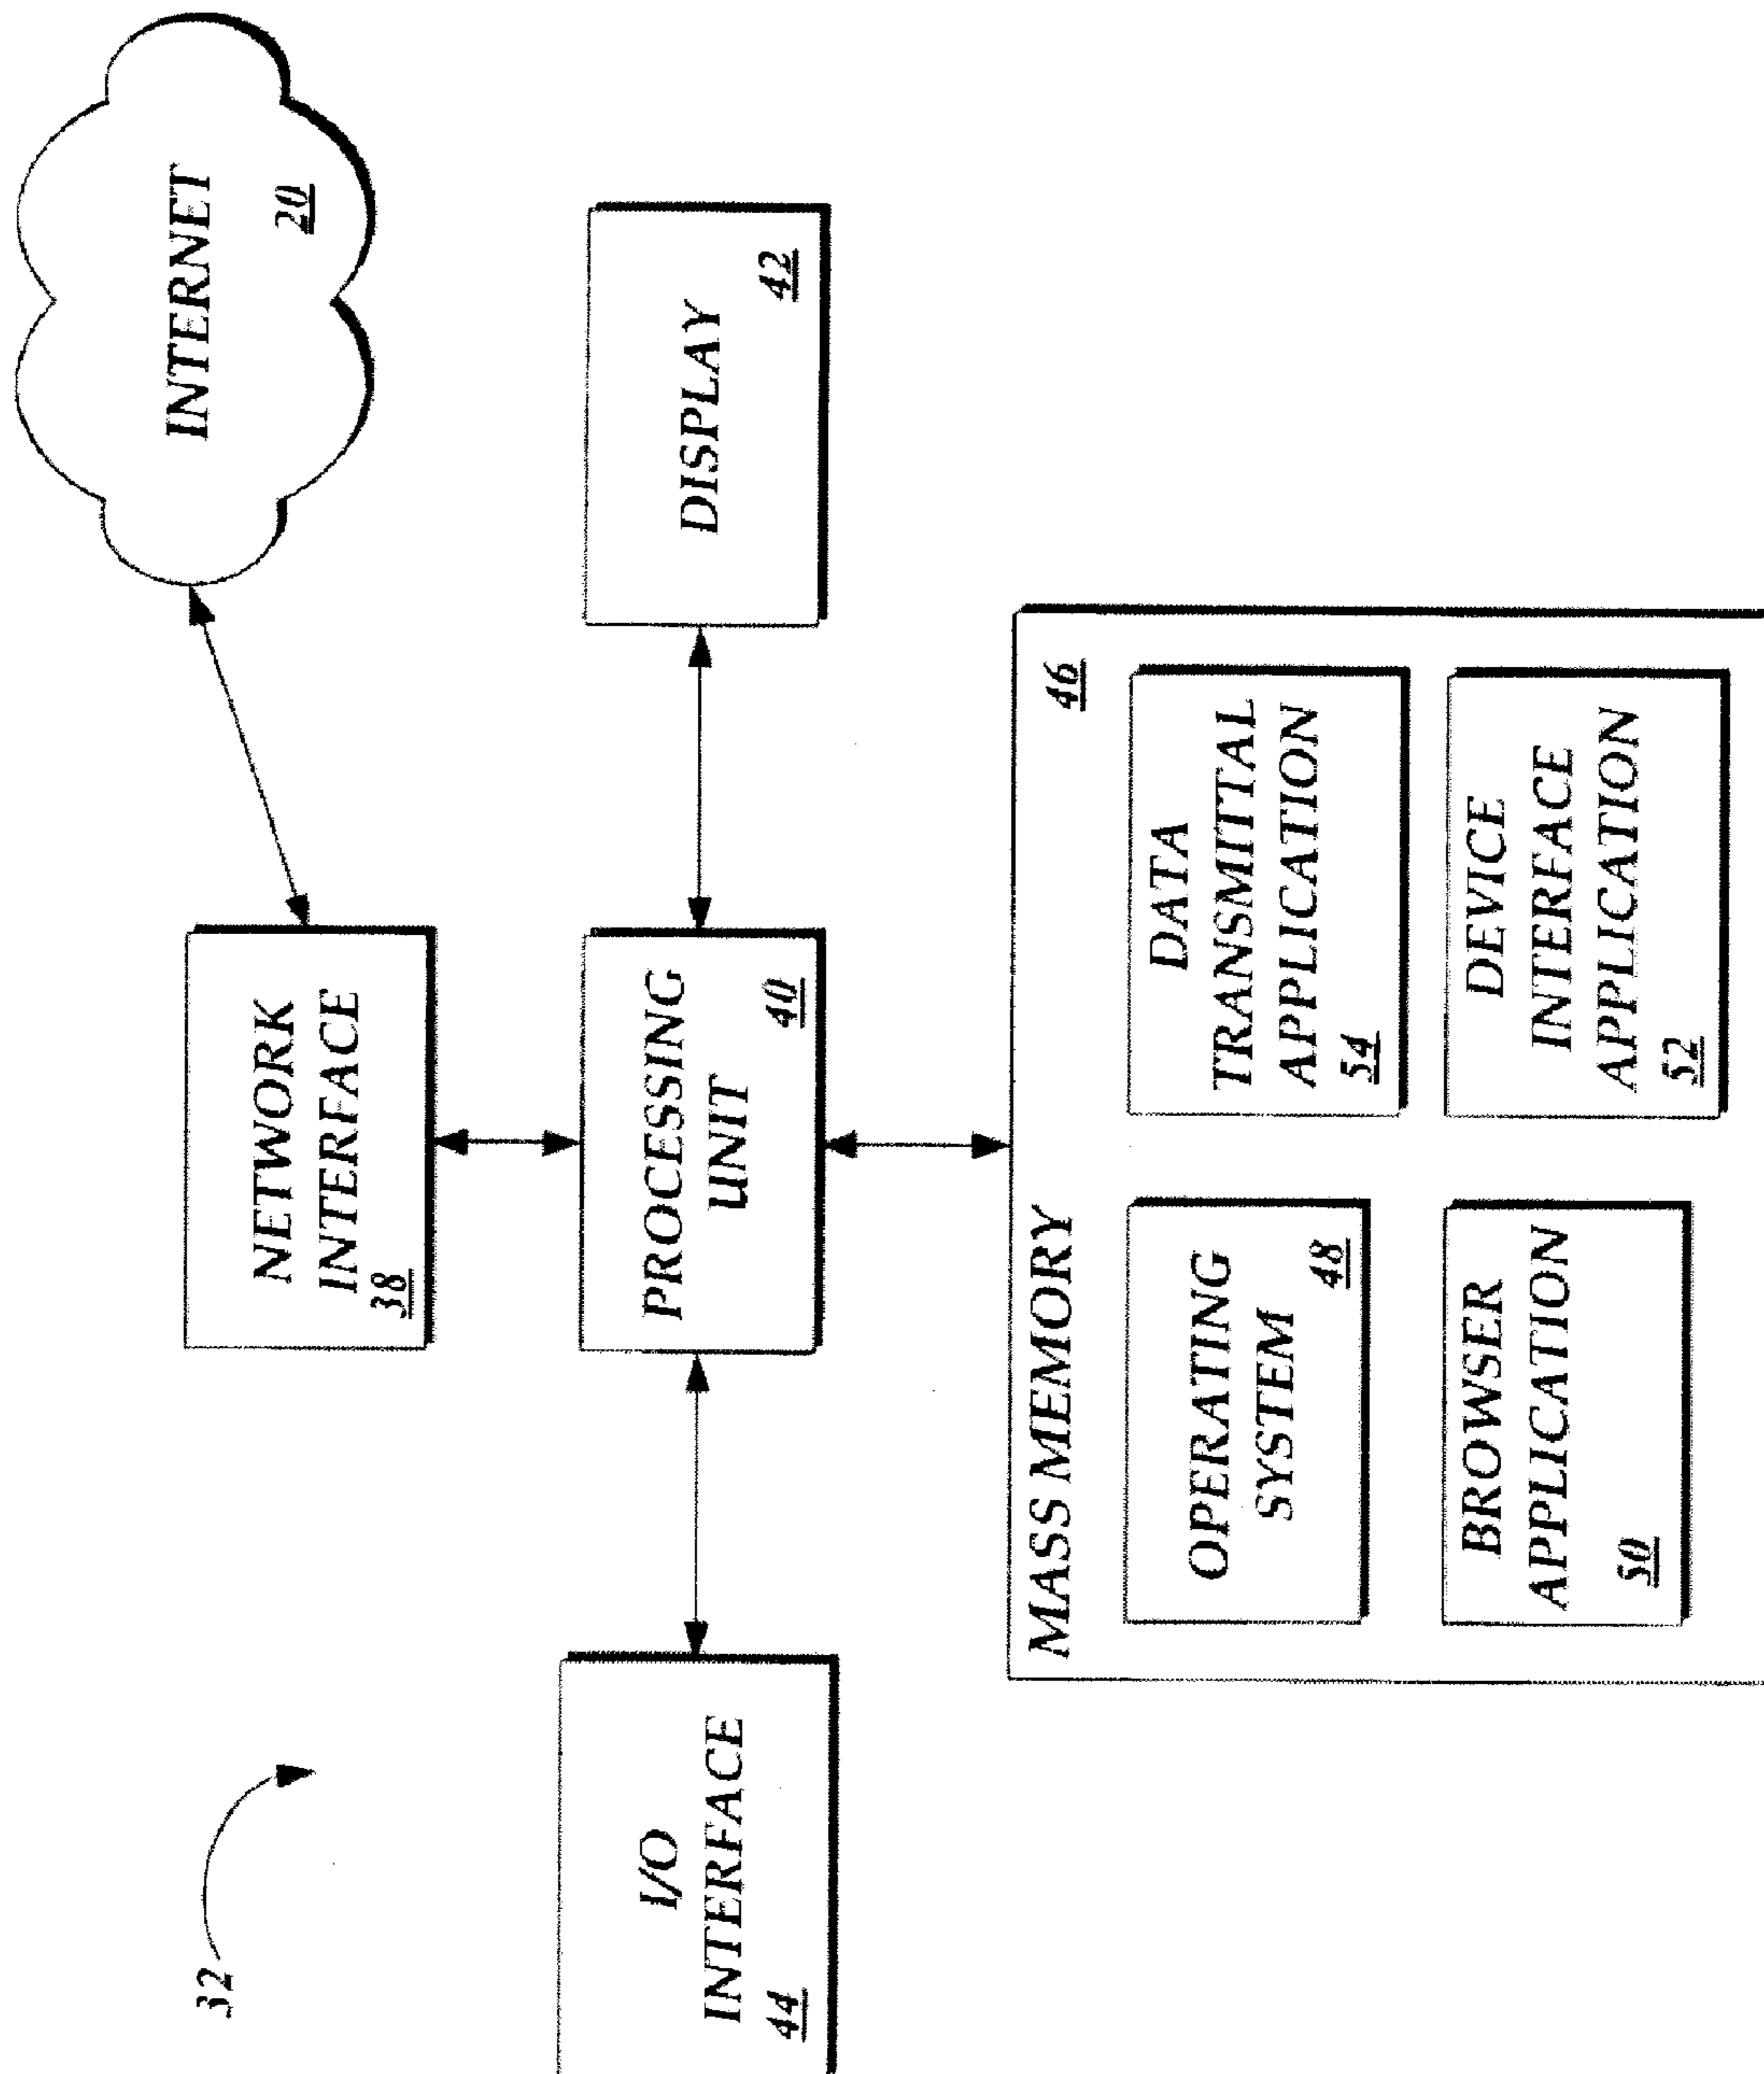 32
INTERNET
20
NETWORK
INTERFACE
38
I/O
INTERFACE
44
PROCESSING
UNIT
40
DISPLAY
42
MASS MEMORY
46
OPERATING
SYSTEM
48
DATA
TRANSMITTAL
APPLICATION
54
BROWSER
APPLICATION
50
DEVICE
INTERFACE
APPLICATION
52